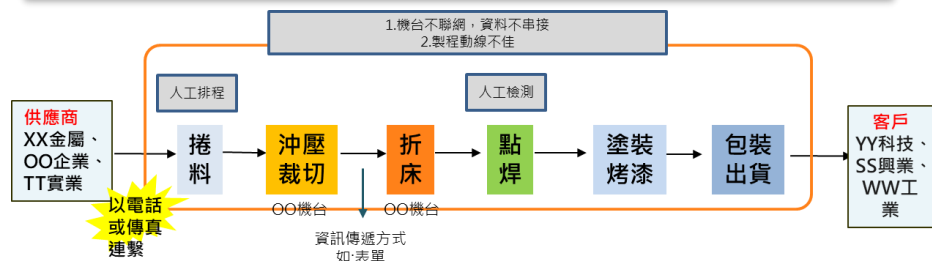 1.機台不聯網，資料不串接
2.製程動線不佳
人工排程
人工檢測
供應商
XX金屬、
OO企業、
TT實業
捲
料
沖壓
裁切
折
床
點
焊
塗裝
烤漆
包裝
出貨
客戶
YY科技、
SS興業、
WW工
業
以電話
或傳真
連繫
OO機台
OO機台
資訊傳遞方式
如:表單